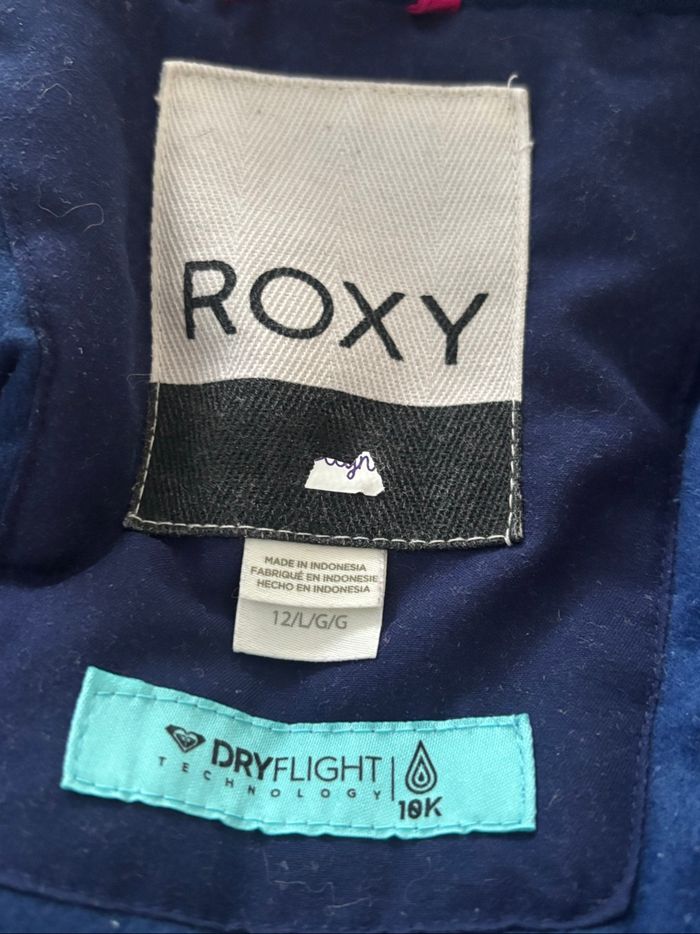 ROXY
MADE IN INDONESIA
FABRIQUÉ EN INDONESIE
HECHO EN INDONESIA
12/L/G/G
DRYFLIGHT
TECHNOLOGY
10K